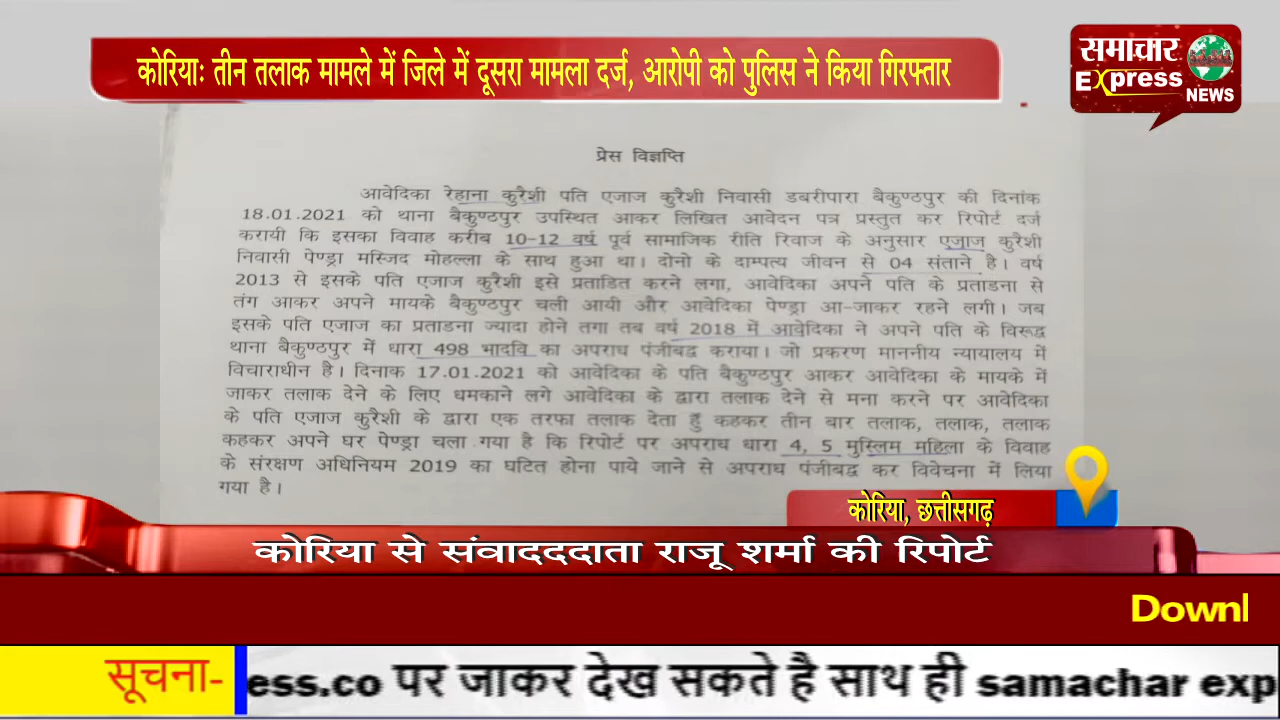 कोरियाः तीन तलाक मामले में जिले में दूसरा मामला दर्ज, आरोपी को पुलिस ने किया गिरफ्तार
समाचार
Express
NEWS
प्रेस विज्ञप्ति
आवेदिका रेहाना कुरैशी पति एजाज कुरैशी निवासी डबरीपारा बैकुण्ठपुर की दिनांक
18.01.2021 को थाना बैकुण्ठपुर उपस्थित आकर लिखित आवेदन पत्र प्रस्तुत कर रिपोर्ट दर्ज
करायी कि इसका विवाह करीब 10-12 वर्ष पूर्व सामाजिक रीति रिवाज के अनुसार एजाज कुरैशी
निवासी पेण्ड्रा मस्जिद मोहल्ला के साथ हुआ था। दोनो के दाम्पत्य जीवन से 04 संताने है। वर्ष
2013 से इसके पति एजाज कुरैशी इसे प्रताडित करने लगा, आवेदिका अपने पति के प्रताडना से
तंग आकर अपने मायके बैकुण्ठपुर चली आयी और आवेदिका पेण्ड्रा आ-जाकर रहने लगी। जब
इसके पति एजाज का प्रताडना ज्यादा होने तगा तब वर्ष 2018 में आवेदिका ने अपने पति के विरूद्ध
थाना बैकुण्ठपुर में धारा 498 भादवि का अपराध पंजीबद्व कराया। जो प्रकरण माननीय न्यायालय में
विचाराधीन है। दिनाक 17.01.2021 को आवेदिका के पति बैकुण्ठपुर आकर आवेदिका के मायके में
जाकर तलाक देने के लिए धमकाने लगे आवेदिका के द्वारा तलाक देने से मना करने पर आवेदिका
के पति एजाज कुरैशी के द्वारा एक तरफा तलाक देता हुँ कहकर तीन बार तलाक, तलाक, तलाक
कहकर अपने घर पेण्ड्रा चला गया है कि रिपोर्ट पर अपराध धारा 4, 5 मुस्लिम महिला के विवाह
के संरक्षण अधिनियम 2019 का घटित होना पाये जाने से अपराध पंजीबद्व कर विवेचना में लिया
गया है।
कोरिया, छत्तीसगढ़
कोरिया से संवादददाता राजू शर्मा की रिपोर्ट
Downl
सूचना- ess.co पर जाकर देख सकते है साथ ही samachar exp